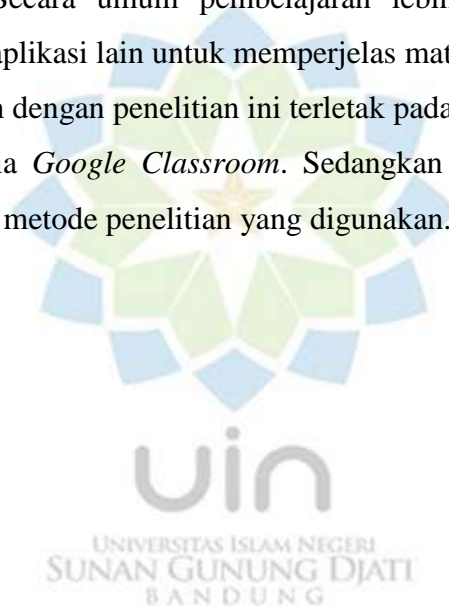 Secara umum pembelajaran lebih
aplikasi lain untuk memperjelas mat
dengan penelitian ini terletak pada
Google Classroom. Sedangkan
metode penelitian yang digunakan.
uin
UNIVERSITAS ISLAM NEGERI
SUNAN GUNUNG DJATI
BANDUNG